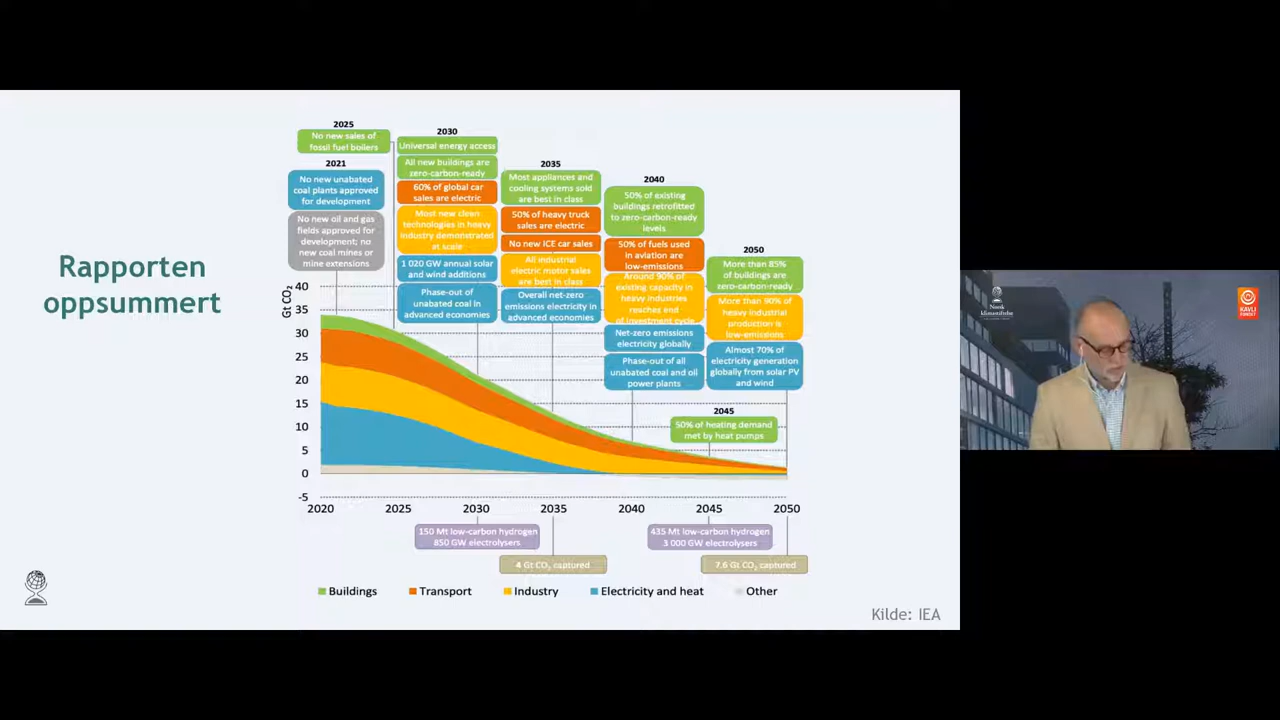 Rapporten
oppsummert
2025
No new sales of
fossil fuel boilers
2021
No new unabated
coal plants approved
for development
No new oil and gas
fields approved for
development; no
new coal mines or
mine extensions
2030
Universal energy access
All new buildings are
zero-carbon-ready
60% of global car
sales are electric
Most new clean
technologies in heavy
industry demonstrated
at scale
1 020 GW annual solar
and wind additions
Phase-out of
unabated coal in
advanced economies
2035
Most appliances and
cooling systems sold
are best in class
50% of heavy truck
sales are electric
No new ICE car sales
All industrial
electric motor sales
are best in class
Overall net-zero
emissions electricity in
advanced economies
2040
50% of existing
buildings retrofitted
to zero-carbon-ready
levels
50% of fuels used
in aviation are
low-emissions
Around 90% of
existing capacity in
heavy industries
reaches end
of investment cycle
Net-zero emissions
electricity globally
Phase-out of all
unabated coal and oil
power plants
2050
More than 85%
of buildings are
zero-carbon-ready
More than 90% of
heavy industrial
production is
low-emissions
Almost 70% of
electricity generation
globally from solar PV
and wind
2045
50% of heating demand
met by heat pumps
Gt CO₂
40
35
30
25
20
15
10
5
0
-5
2020 2025 2030 2035 2040 2045 2050
150 Mt low-carbon hydrogen
850 GW electrolysers
435 Mt low-carbon hydrogen
3 000 GW electrolysers
4 Gt CO₂ captured
7.6 Gt CO₂ captured
Buildings Transport Industry Electricity and heat Other
Kilde: IEA
Norsk
klimastiftelse
KAVLI